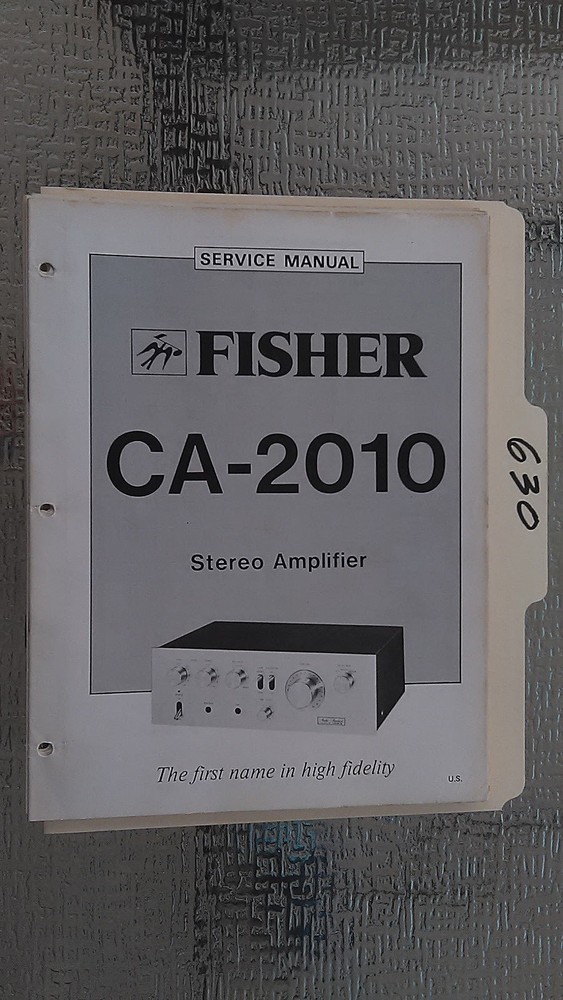 SERVICE MANUAL
FISHER
CA-2010
Stereo Amplifier
The first name in high fidelity
U.S.
630